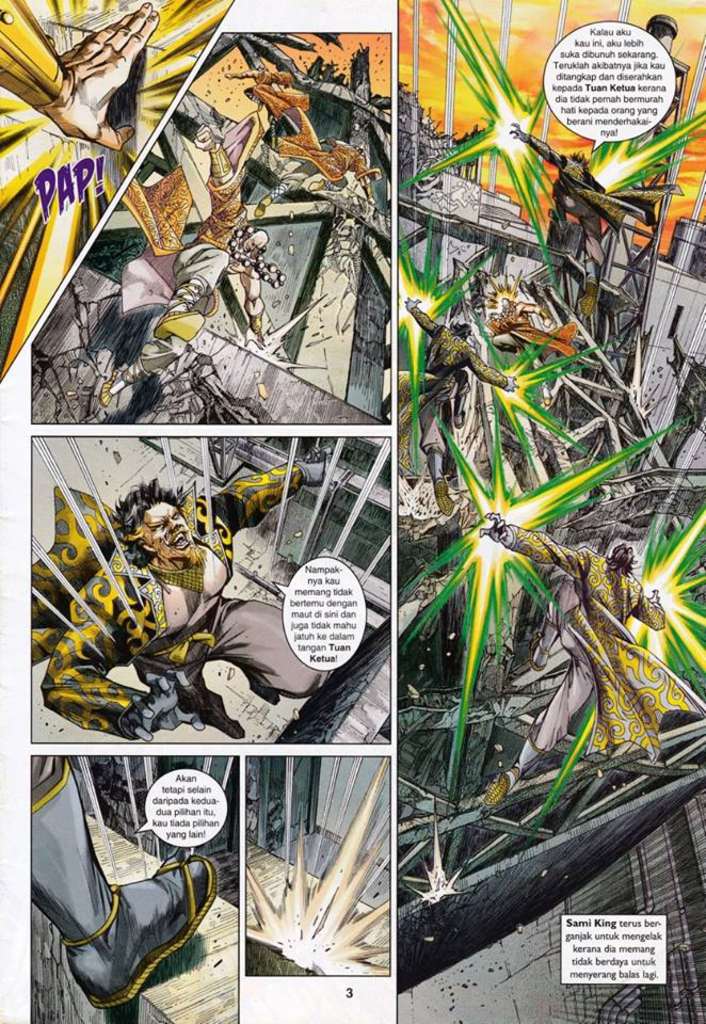 PAP!
Nampak-
nya kau
memang tidak
bertemu dengan
maut di sini dan
juga tidak mahu
jatuh ke dalam
tangan Tuan
Ketua!
Akan
tetapi selain
daripada kedua-
dua pilihan itu,
kau tiada pilihan
yang lain!
3
Kalau aku
kau ini, aku lebih
suka dibunuh sekarang.
Teruklah akibatnya jika kau
ditangkap dan diserahkan
kepada Tuan Ketua kerana
dia tidak pernah bermurah
hati kepada orang yang
berani menderhakai-
nya!
Sami King terus ber-
ganjak untuk mengelak
kerana dia memang
tidak berdaya untuk
menyerang balas lagi.